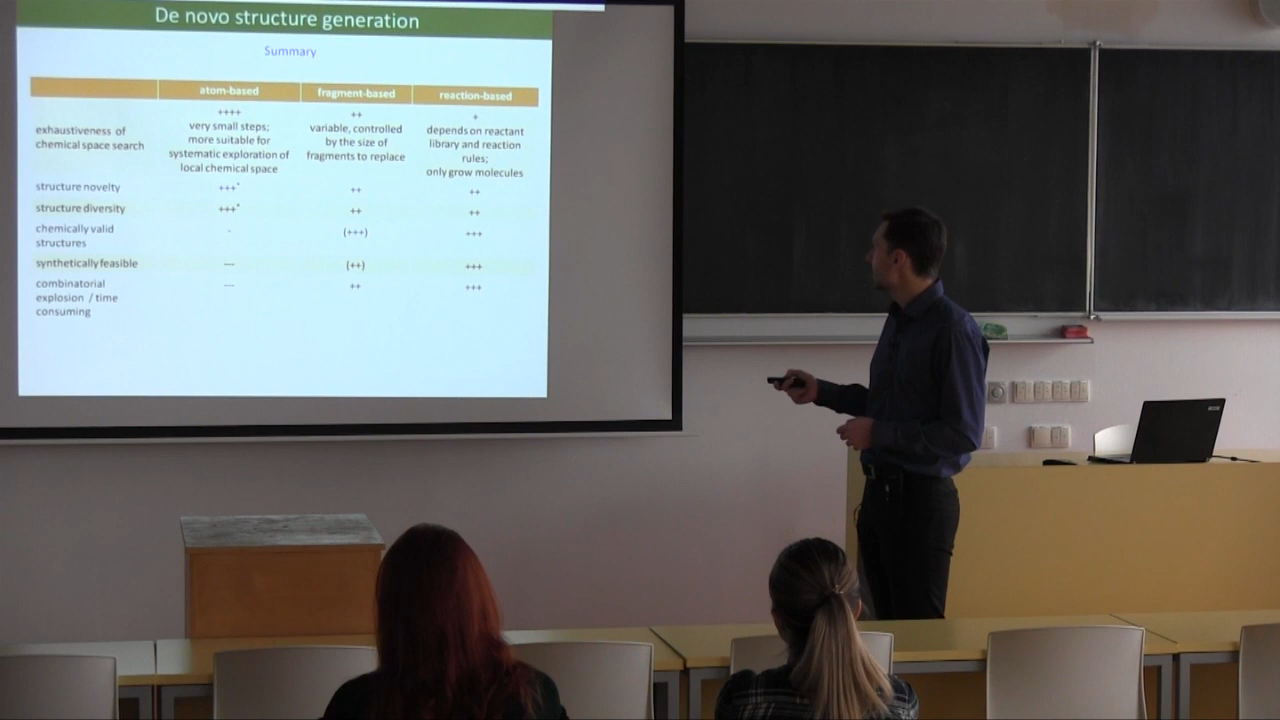 De novo structure generation
Summary
atom-based fragment-based reaction-based
exhaustiveness of
chemical space search
++++
very small steps;
more suitable for
systematic exploration of
local chemical space
++
variable, controlled
by the size of
fragments to replace
+
depends on reactant
library and reaction
rules;
only grow molecules
structure novelty +++* ++ ++
structure diversity +++* ++ ++
chemically valid
structures
- (+++) +++
synthetically feasible --- (++) +++
combinatorial
explosion / time
consuming
--- ++ +++